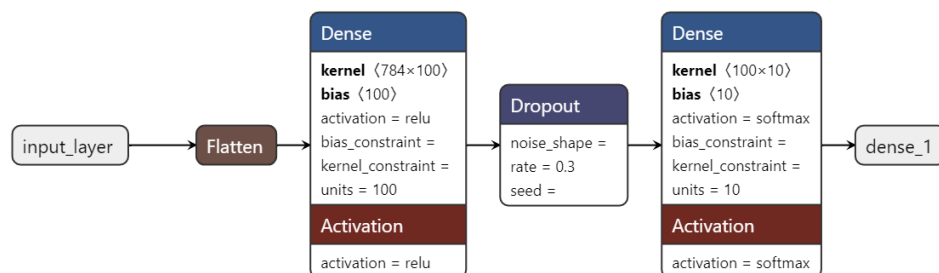 input_layer
Flatten
Dense
kernel 〈784×100〉
bias 〈100〉
activation = relu
bias_constraint =
kernel_constraint =
units = 100
Activation
activation = relu
Dropout
noise_shape =
rate = 0.3
seed =
Dense
kernel 〈100×10〉
bias 〈10〉
activation = softmax
bias_constraint =
kernel_constraint =
units = 10
Activation
activation = softmax
dense_1